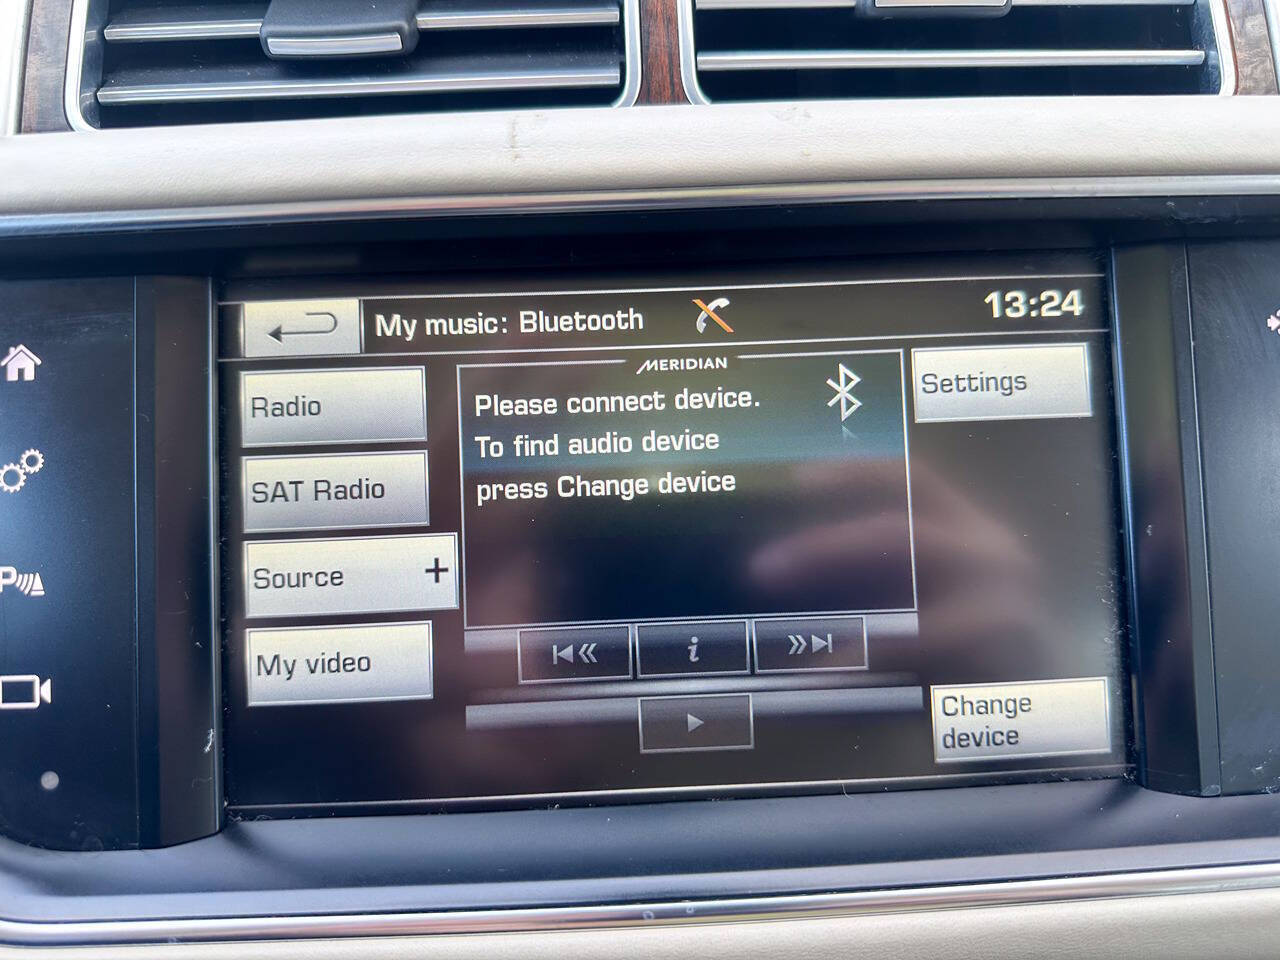 My music: Bluetooth
13:24
Radio
SAT Radio
Source +
My video
MERIDIAN
Please connect device.
To find audio device
press Change device
i
Settings
Change
device
P